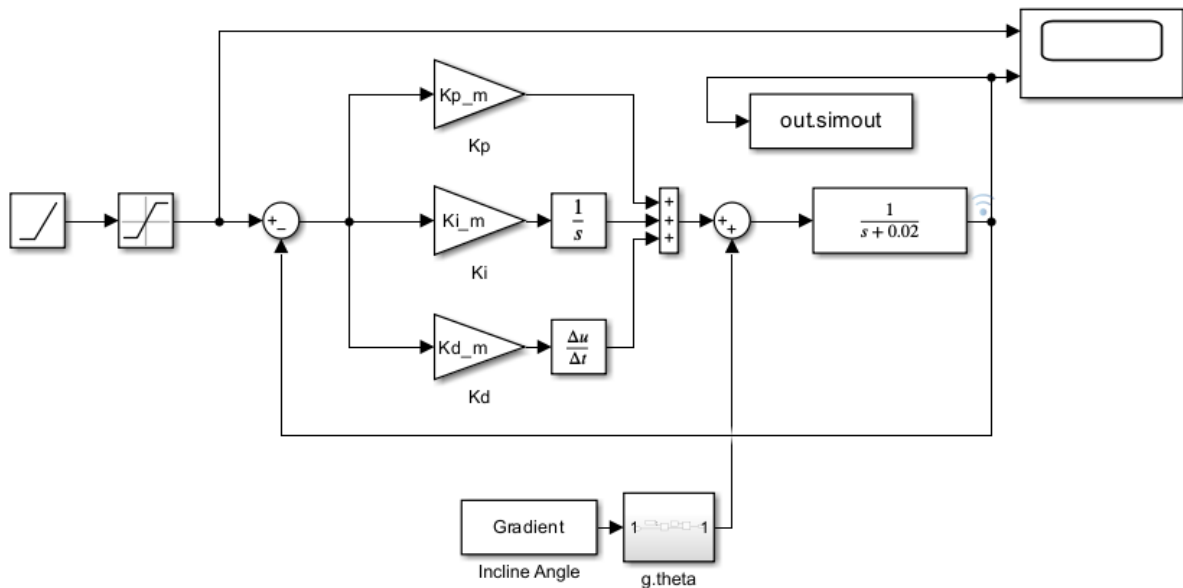 Kp_m
Kp
out.simout
+
−
Ki_m
Ki
1
s
+
+
+
+
+
1
s + 0.02
Kd_m
Kd
Δu
Δt
Gradient
Incline Angle
1
1
g.theta